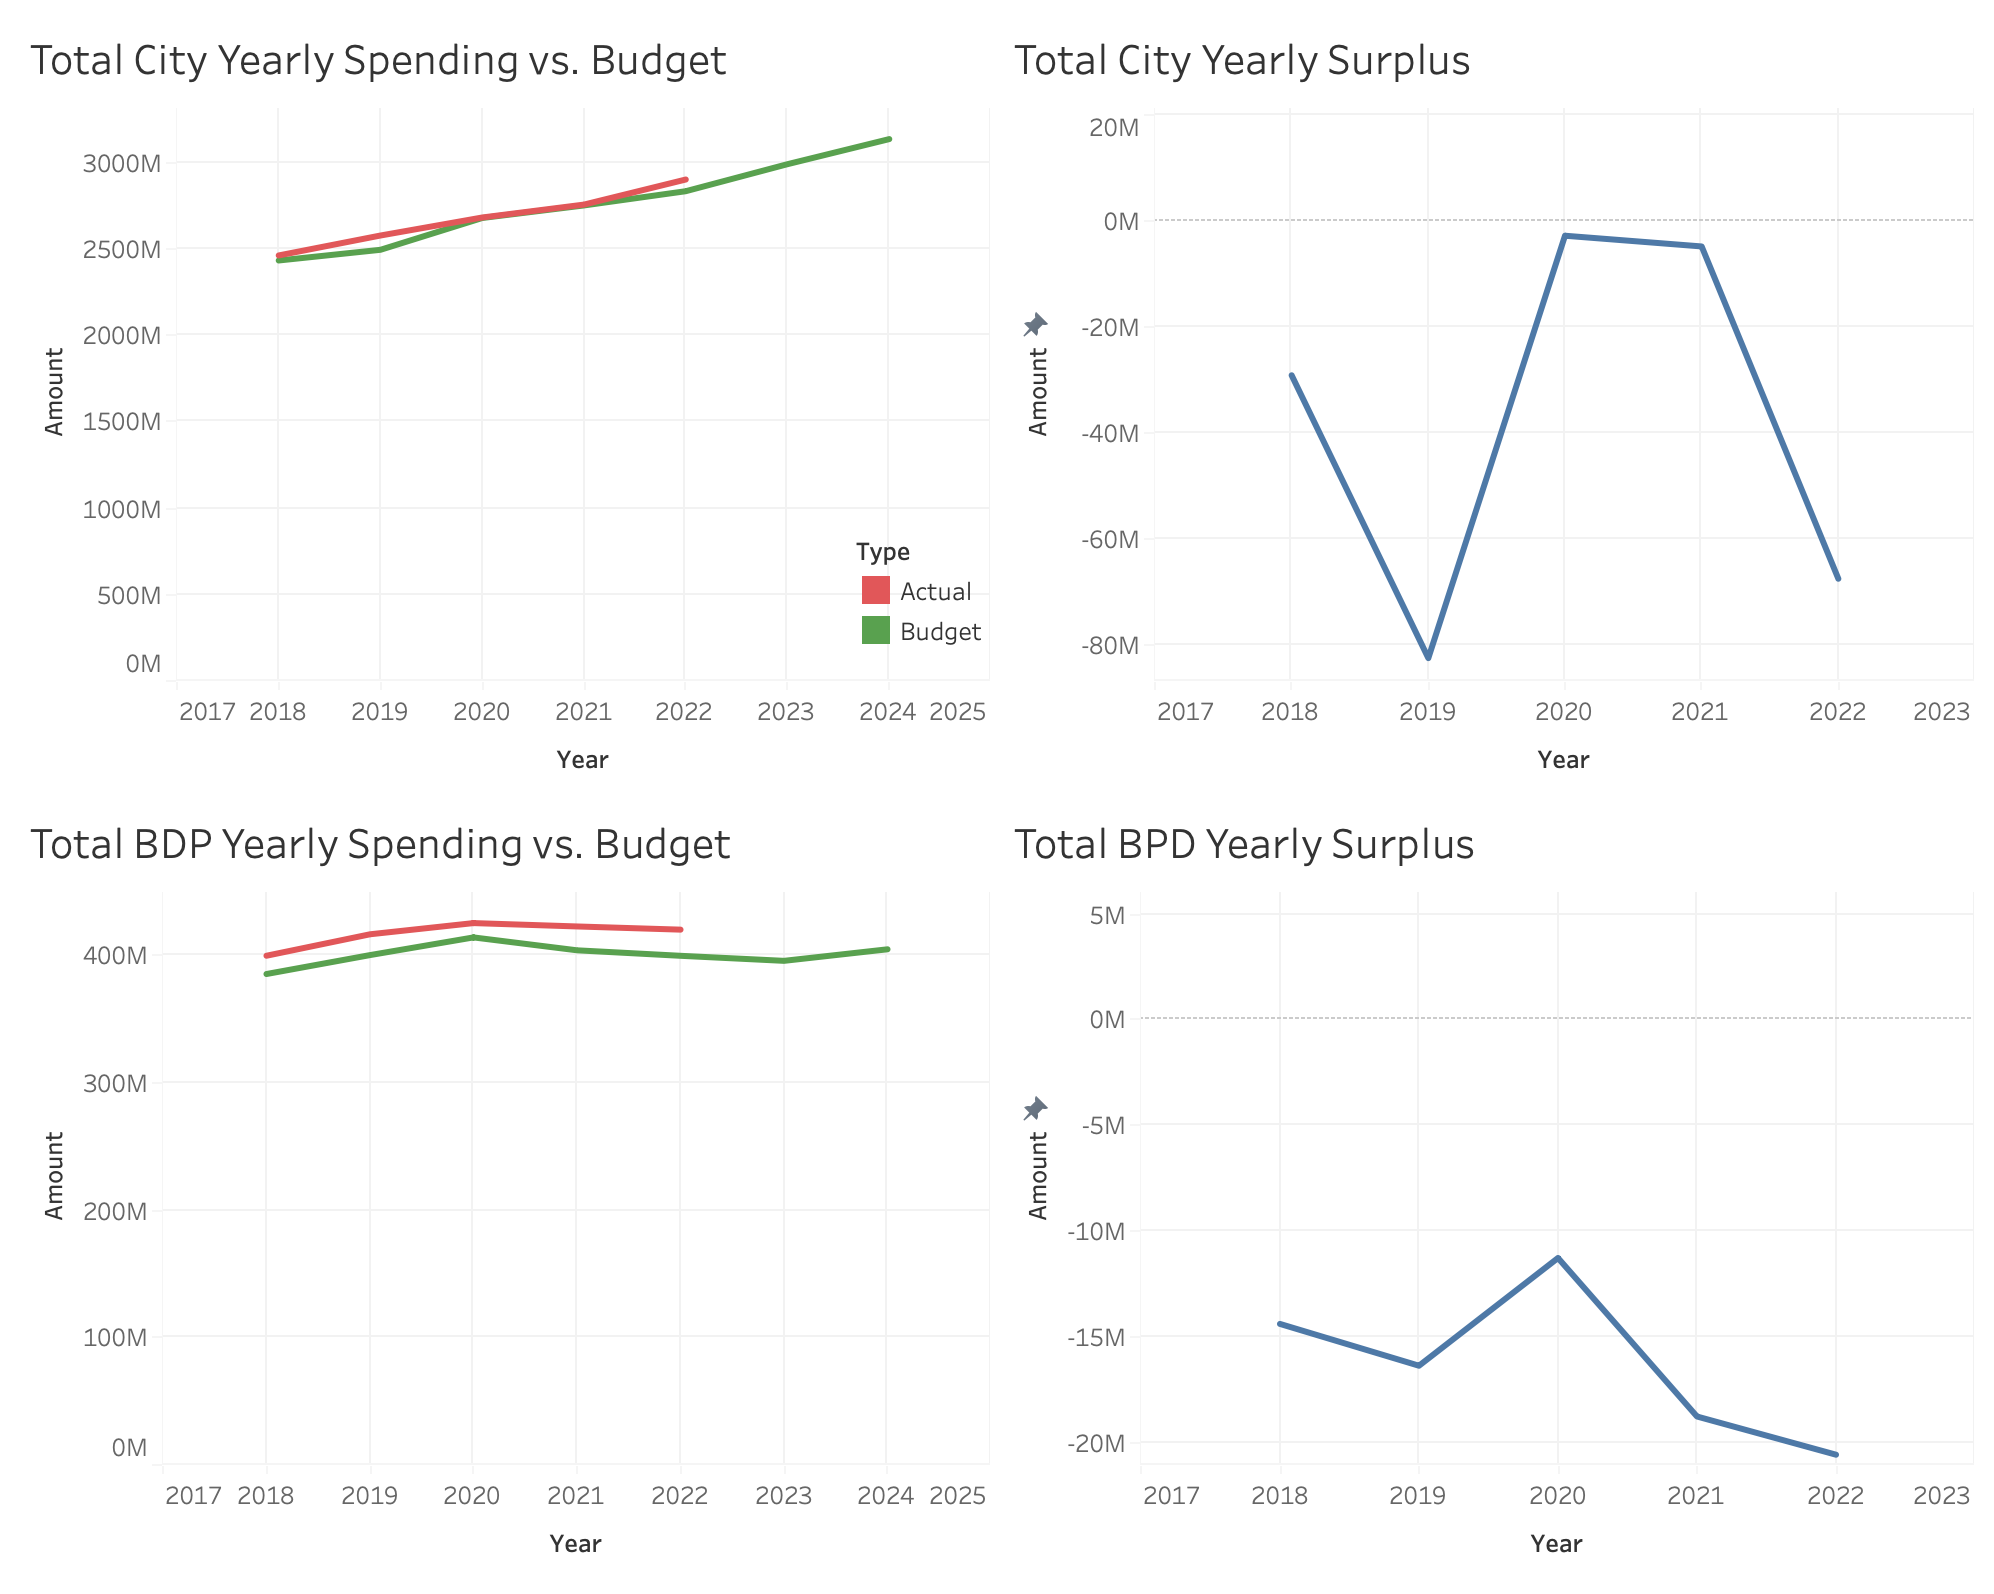 Total City Yearly Spending vs. Budget
3000M
2500M
2000M
1500M
1000M
500M
0M
Amount
Type
Actual
Budget
2017 2018 2019 2020 2021 2022 2023 2024 2025
Year
Total City Yearly Surplus
20M
0M
-20M
-40M
-60M
-80M
Amount
2017 2018 2019 2020 2021 2022 2023
Year
Total BDP Yearly Spending vs. Budget
400M
300M
200M
100M
0M
Amount
2017 2018 2019 2020 2021 2022 2023 2024 2025
Year
Total BPD Yearly Surplus
5M
0M
-5M
-10M
-15M
-20M
Amount
2017 2018 2019 2020 2021 2022 2023
Year